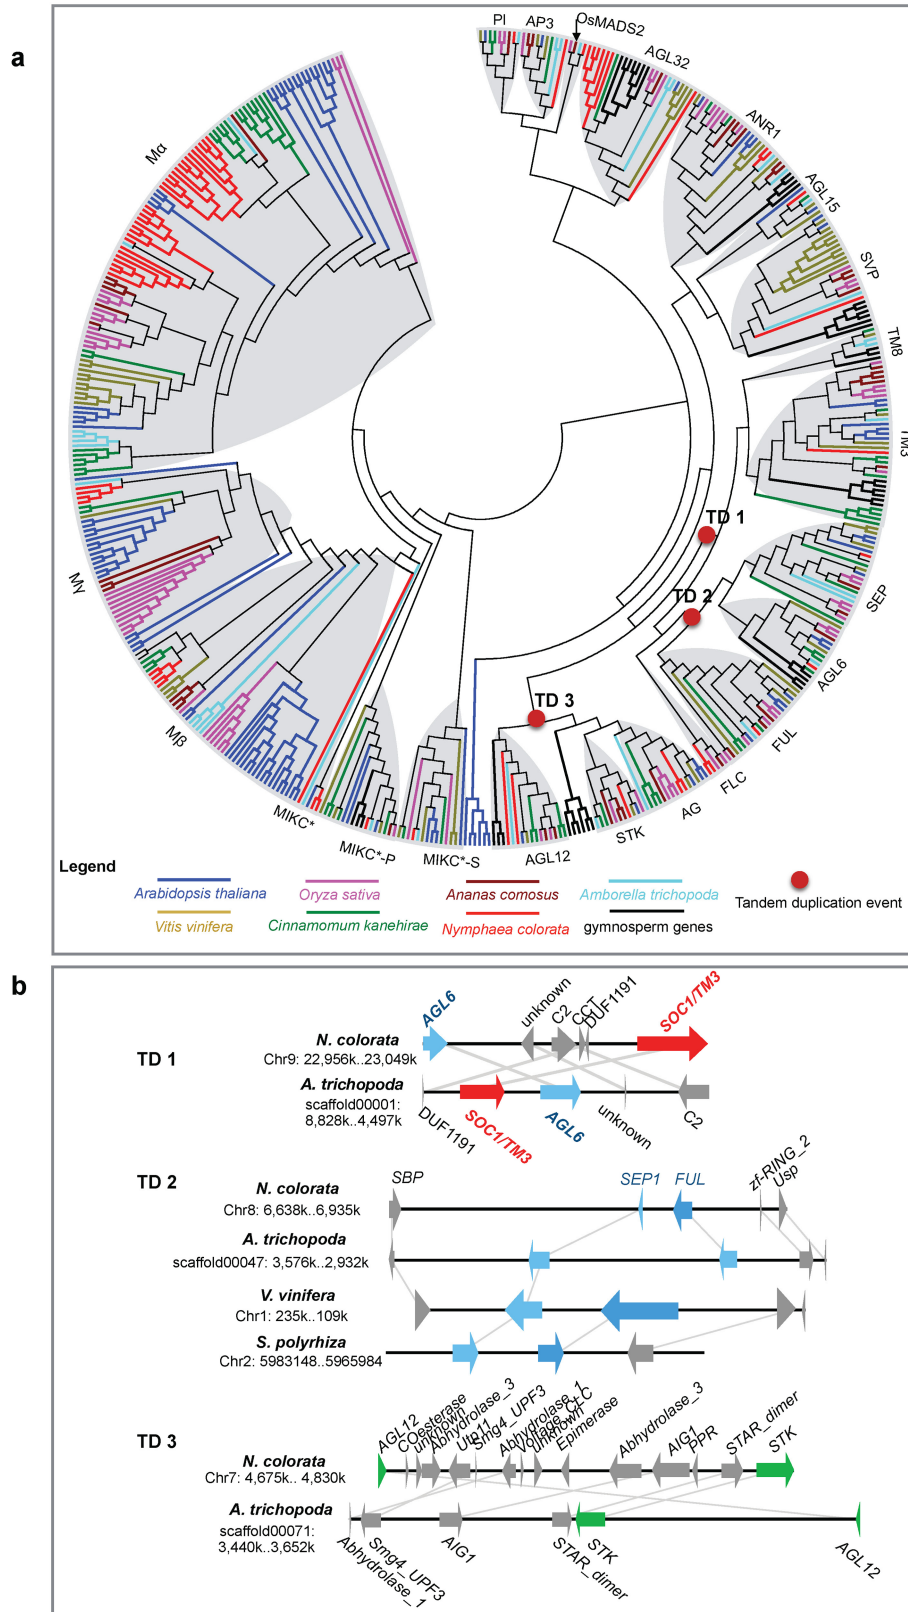 a
PI
AP3
OsMADS2
AGL32
ANR1
AGL15
SVP
TM8
TM3
SEP
AGL6
FUL
FLC
AG
STK
AGL12
MIKC*-S
MIKC*-P
MIKC*
Mβ
Mγ
Mα
TD 1
TD 2
TD 3
Legend
Arabidopsis thaliana
Oryza sativa
Ananas comosus
Amborella trichopoda
Tandem duplication event
Vitis vinifera
Cinnamomum kanehirae
Nymphaea colorata
gymnosperm genes
b
TD 1
AGL6
unknown
C2
CCT
DUF1191
SOC1/TM3
N. colorata
Chr9: 22,956k..23,049k
A. trichopoda
scaffold00001:
8,828k..4,497k
DUF1191
SOC1/TM3
AGL6
unknown
C2
TD 2
SBP
SEP1
FUL
zf-RING_2
Usp
N. colorata
Chr8: 6,638k..6,935k
A. trichopoda
scaffold00047: 3,576k..2,932k
V. vinifera
Chr1: 235k..109k
S. polyrhiza
Chr2: 5983148..5965984
TD 3
AGL12
COesterase
unknown
Abhydrolase_3
Utp11
Smg4_UPF3
Abhydrolase_1
Voltage_CLC
unknown
Epimerase
Abhydrolase_3
AIG1
PPR
STAR_dimer
STK
N. colorata
Chr7: 4,675k.. 4,830k
A. trichopoda
scaffold00071:
3,440k..3,652k
Abhydrolase_1
Smg4_UPF3
AIG1
STAR_dimer
STK
AGL12